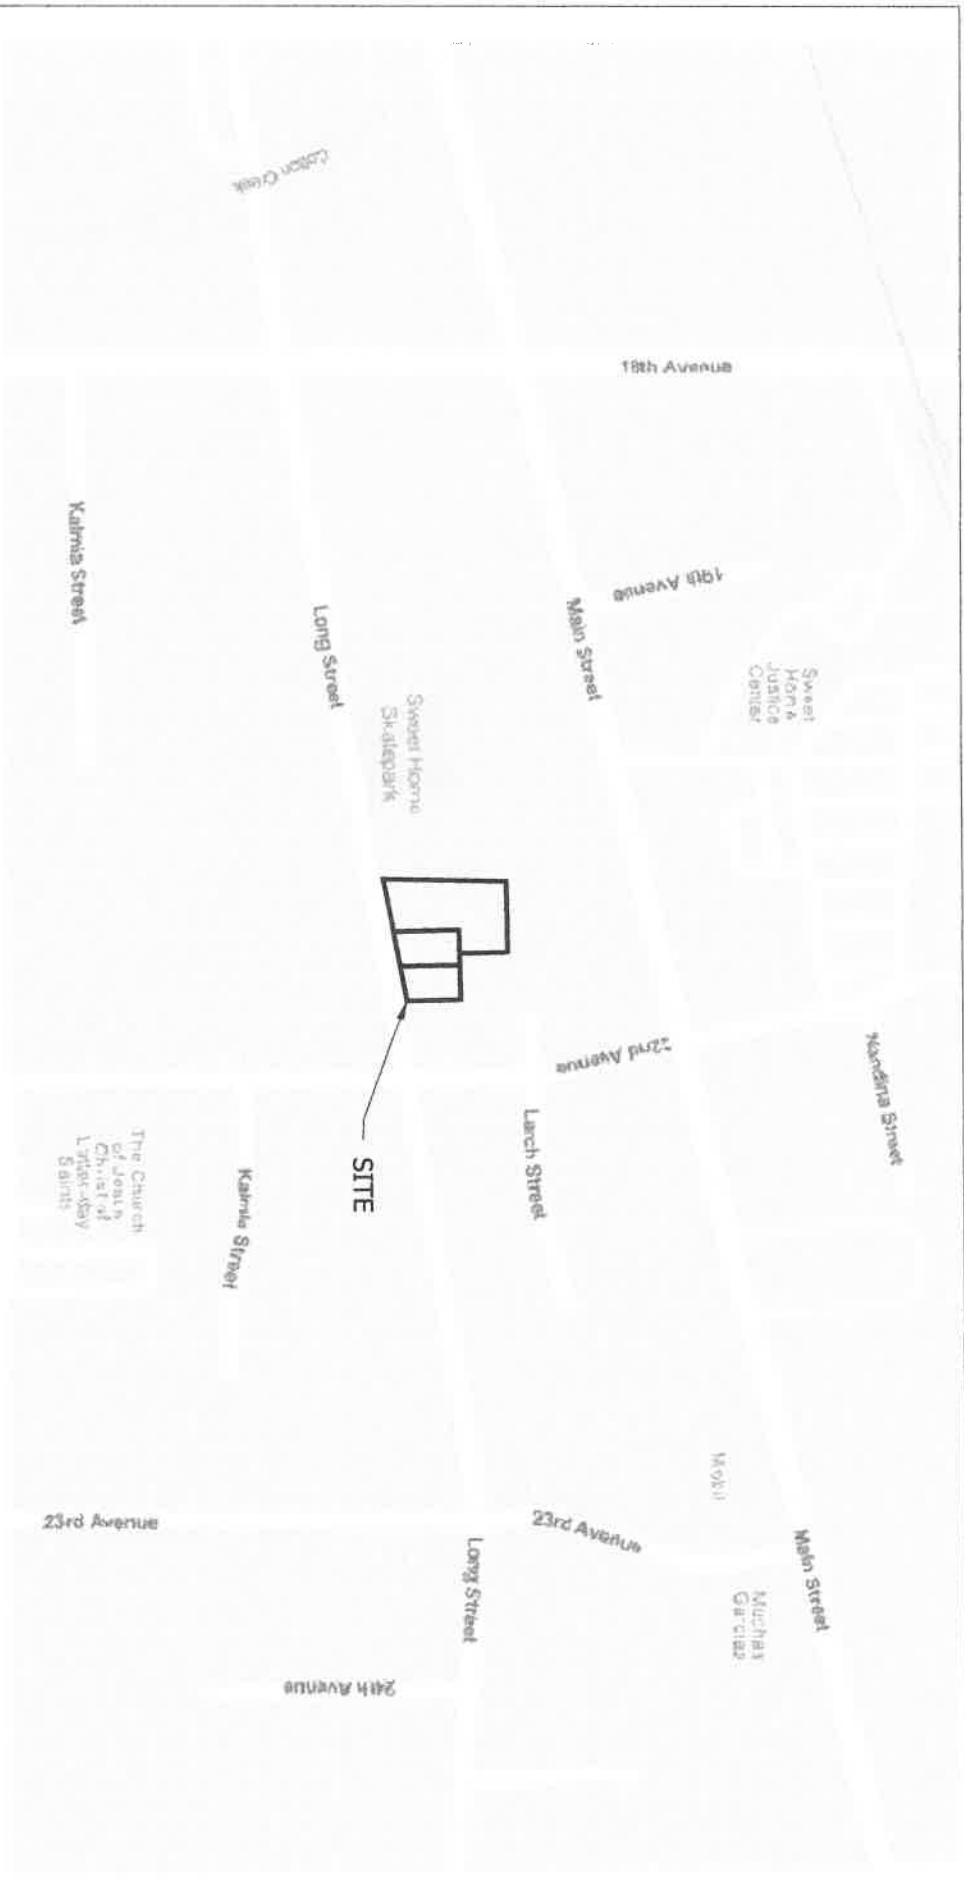 Colton Creek
18th Avenue
Kalmia Street
Long Street
Main Street
19th Avenue
Sweet
Home
Justice
Center
Sweet Home
Skatepark
SITE
22nd Avenue
Larch Street
Nandina Street
The Church
of Jesus
Christ of
Latter-day
Saints
Kalmia Street
23rd Avenue
23rd Avenue
Long Street
24th Avenue
Mobil
Main Street
Muchas
Gracias